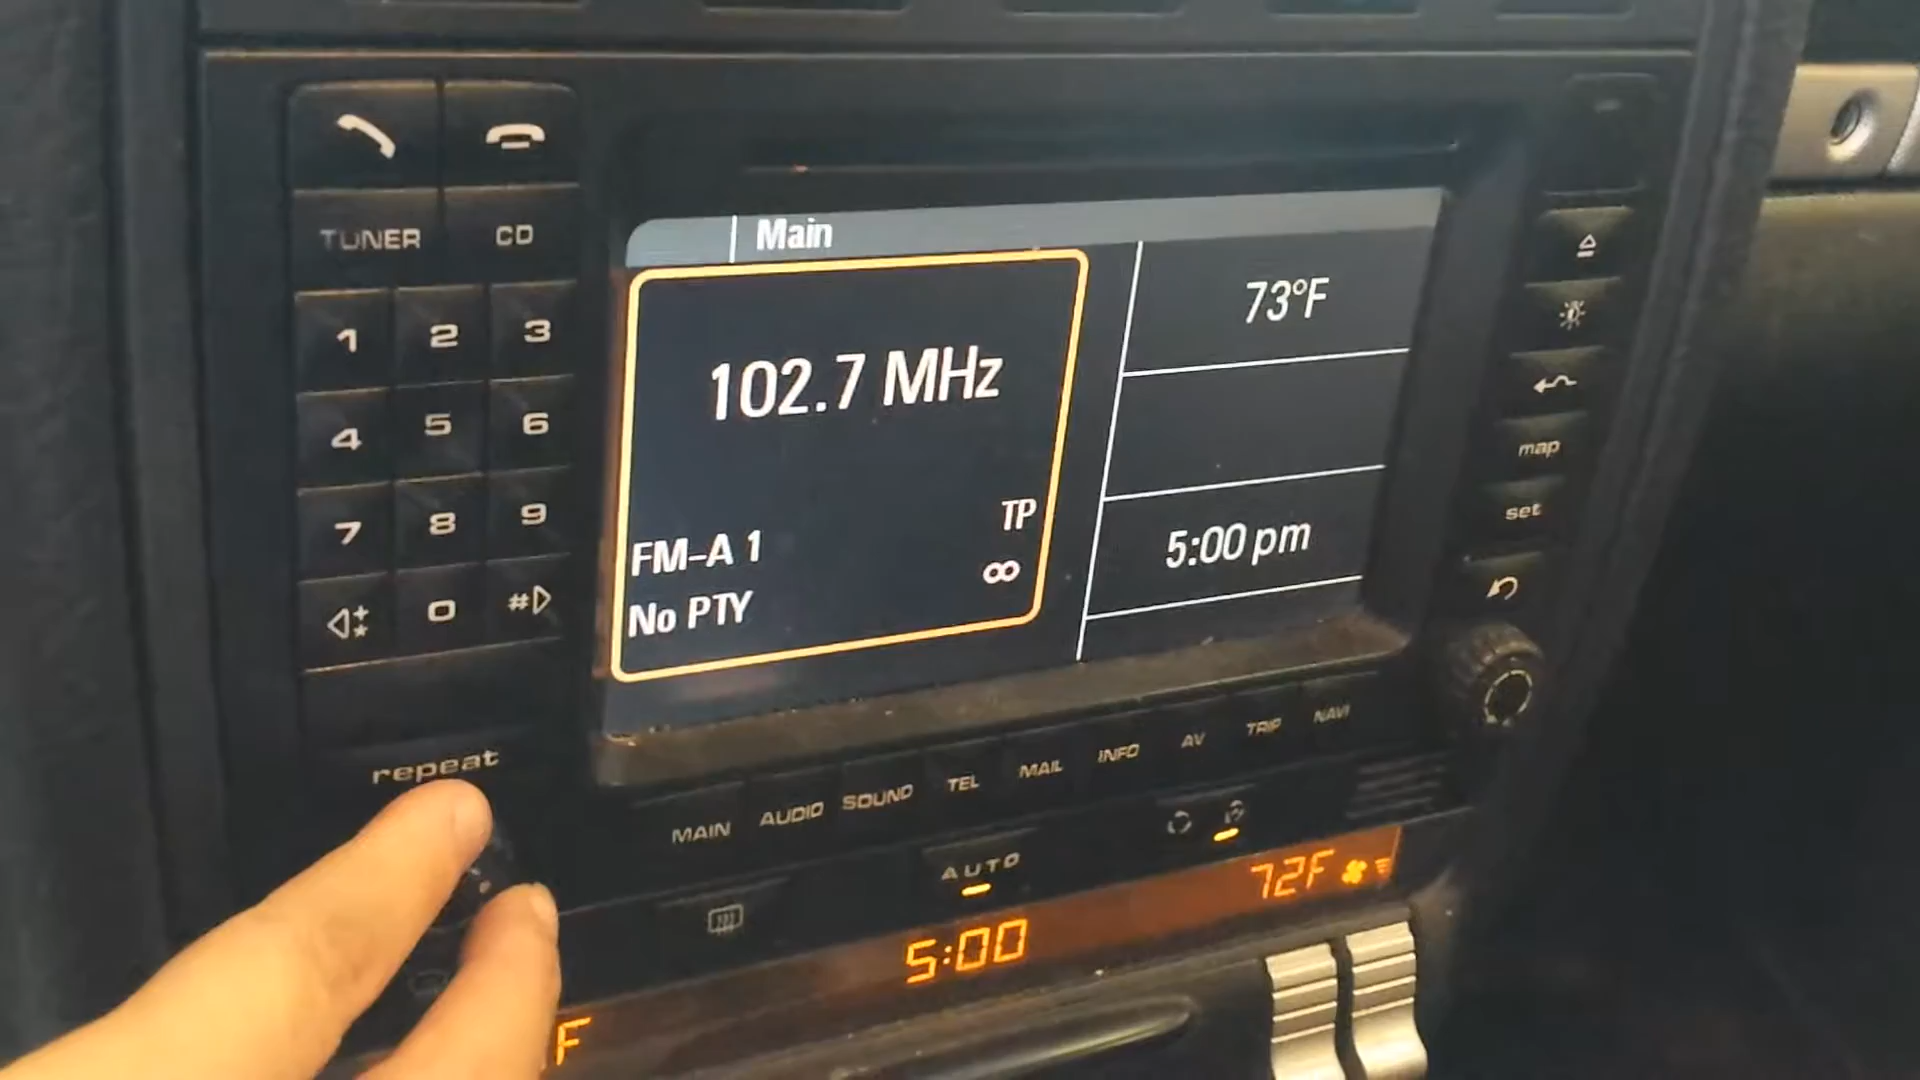 TUNER CD
1 2 3
4 5 6
7 8 9
* 0 #
repeat
Main
102.7 MHz
TP
FM-A 1
No PTY
73°F
5:00 pm
map
set
MAIN AUDIO SOUND TEL MAIL INFO AV TRIP NAVI
AUTO
72F
5:00
F